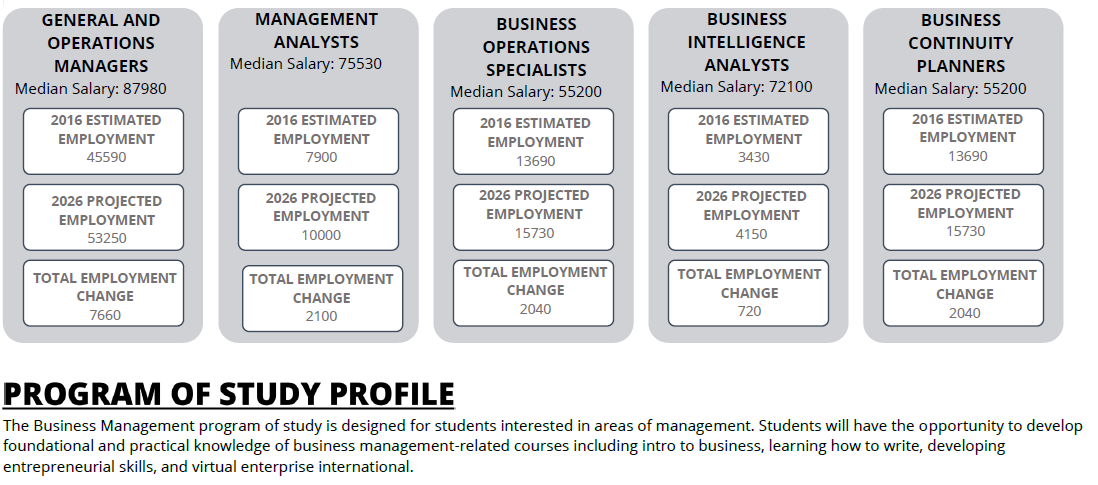 GENERAL AND
OPERATIONS
MANAGERS
Median Salary: 87980
2016 ESTIMATED
EMPLOYMENT
45590
2026 PROJECTED
EMPLOYMENT
53250
TOTAL EMPLOYMENT
CHANGE
7660
MANAGEMENT
ANALYSTS
Median Salary: 75530
2016 ESTIMATED
EMPLOYMENT
7900
2026 PROJECTED
EMPLOYMENT
10000
TOTAL EMPLOYMENT
CHANGE
2100
BUSINESS
OPERATIONS
SPECIALISTS
Median Salary: 55200
2016 ESTIMATED
EMPLOYMENT
13690
2026 PROJECTED
EMPLOYMENT
15730
TOTAL EMPLOYMENT
CHANGE
2040
BUSINESS
INTELLIGENCE
ANALYSTS
Median Salary: 72100
2016 ESTIMATED
EMPLOYMENT
3430
2026 PROJECTED
EMPLOYMENT
4150
TOTAL EMPLOYMENT
CHANGE
720
BUSINESS
CONTINUITY
PLANNERS
Median Salary: 55200
2016 ESTIMATED
EMPLOYMENT
13690
2026 PROJECTED
EMPLOYMENT
15730
TOTAL EMPLOYMENT
CHANGE
2040
PROGRAM OF STUDY PROFILE
The Business Management program of study is designed for students interested in areas of management. Students will have the opportunity to develop
foundational and practical knowledge of business management-related courses including intro to business, learning how to write, developing
entrepreneurial skills, and virtual enterprise international.